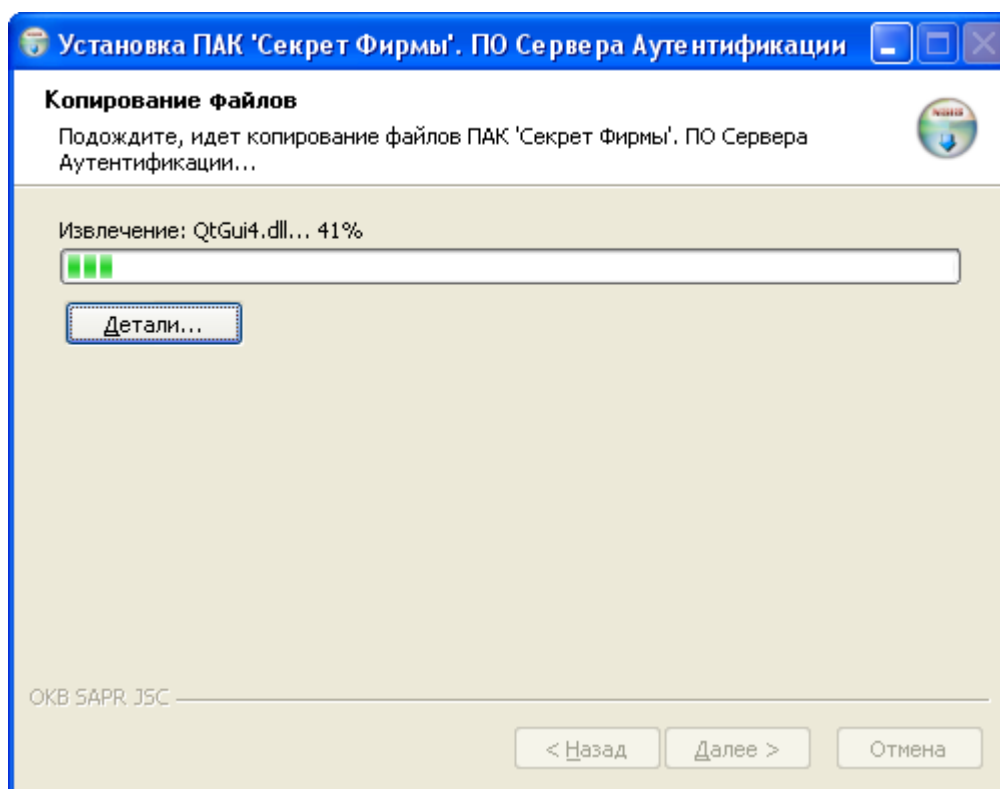 Установка ПАК 'Секрет Фирмы'. ПО Сервера Аутентификации
Копирование файлов
Подождите, идет копирование файлов ПАК 'Секрет Фирмы'. ПО Сервера
Аутентификации...
Извлечение: QtGui4.dll... 41%
Детали...
OKB SAPR JSC
< Назад
Далее >
Отмена